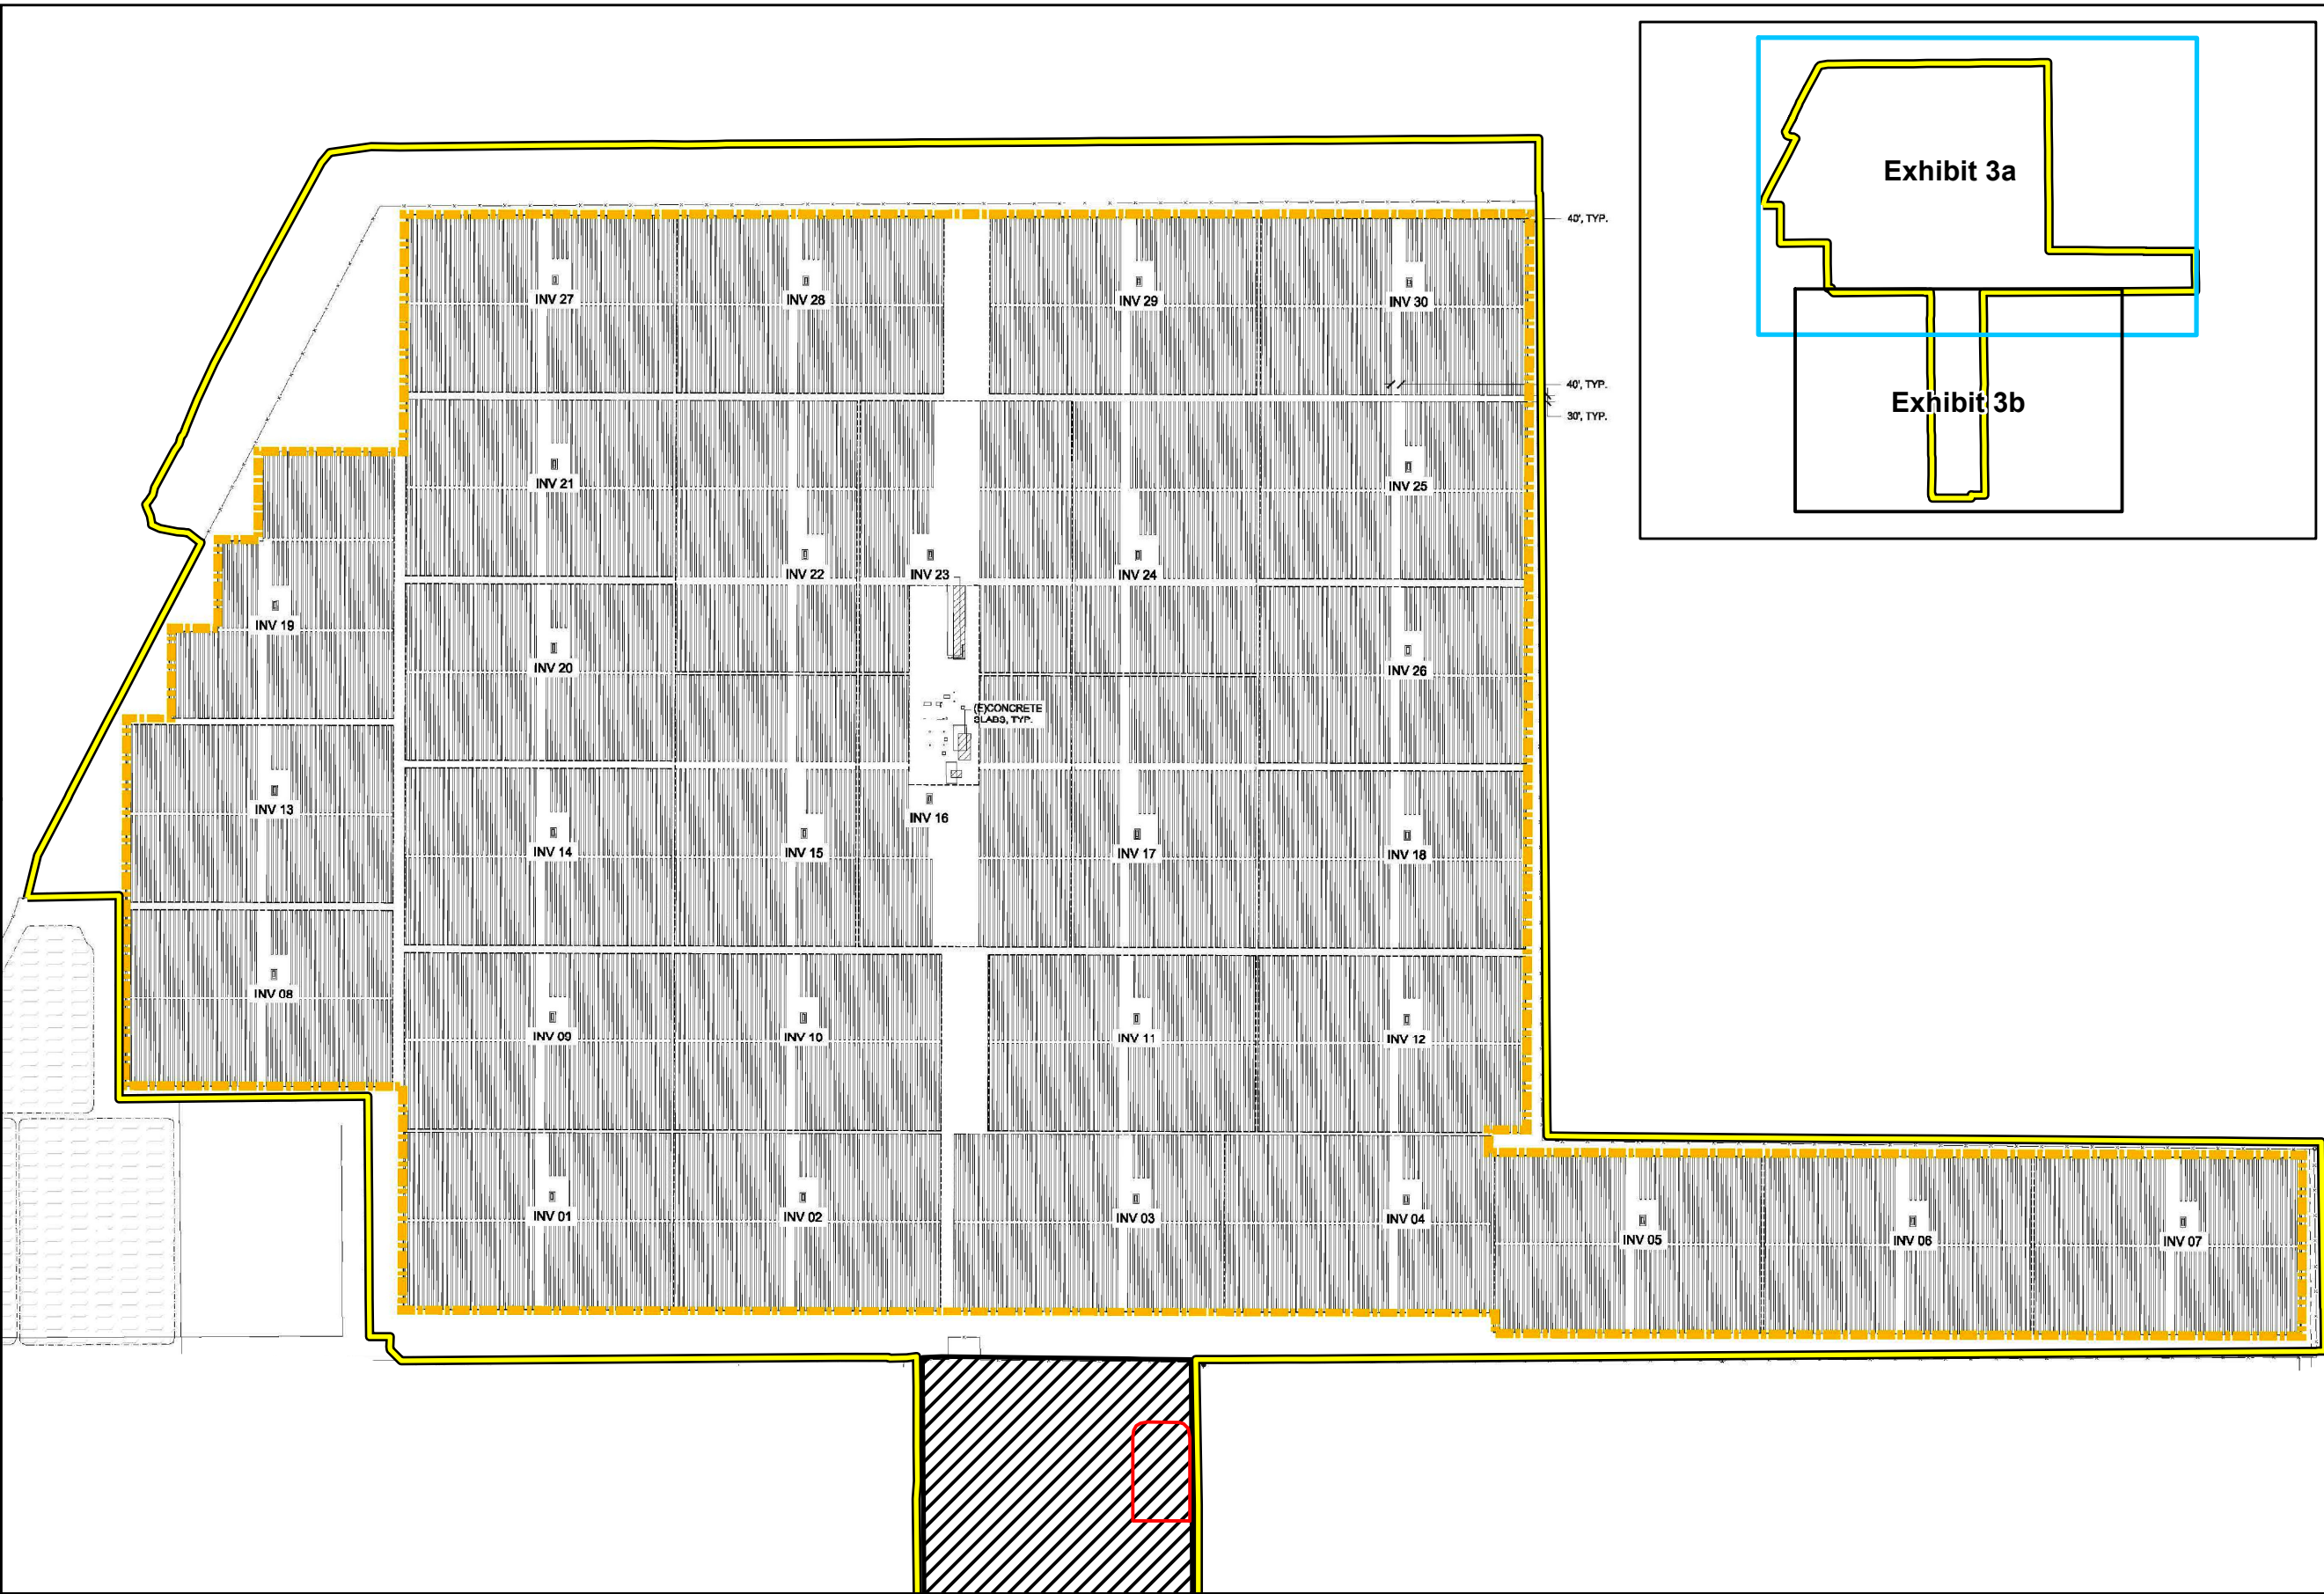 Exhibit 3a
Exhibit 3b
40', TYP.
INV 27
INV 28
INV 29
INV 30
40', TYP.
30', TYP.
INV 21
INV 25
INV 22
INV 23
INV 24
INV 19
INV 20
INV 26
(E)CONCRETE
SLABS, TYP.
INV 13
INV 14
INV 15
INV 16
INV 17
INV 18
INV 08
INV 09
INV 10
INV 11
INV 12
INV 01
INV 02
INV 03
INV 04
INV 05
INV 06
INV 07